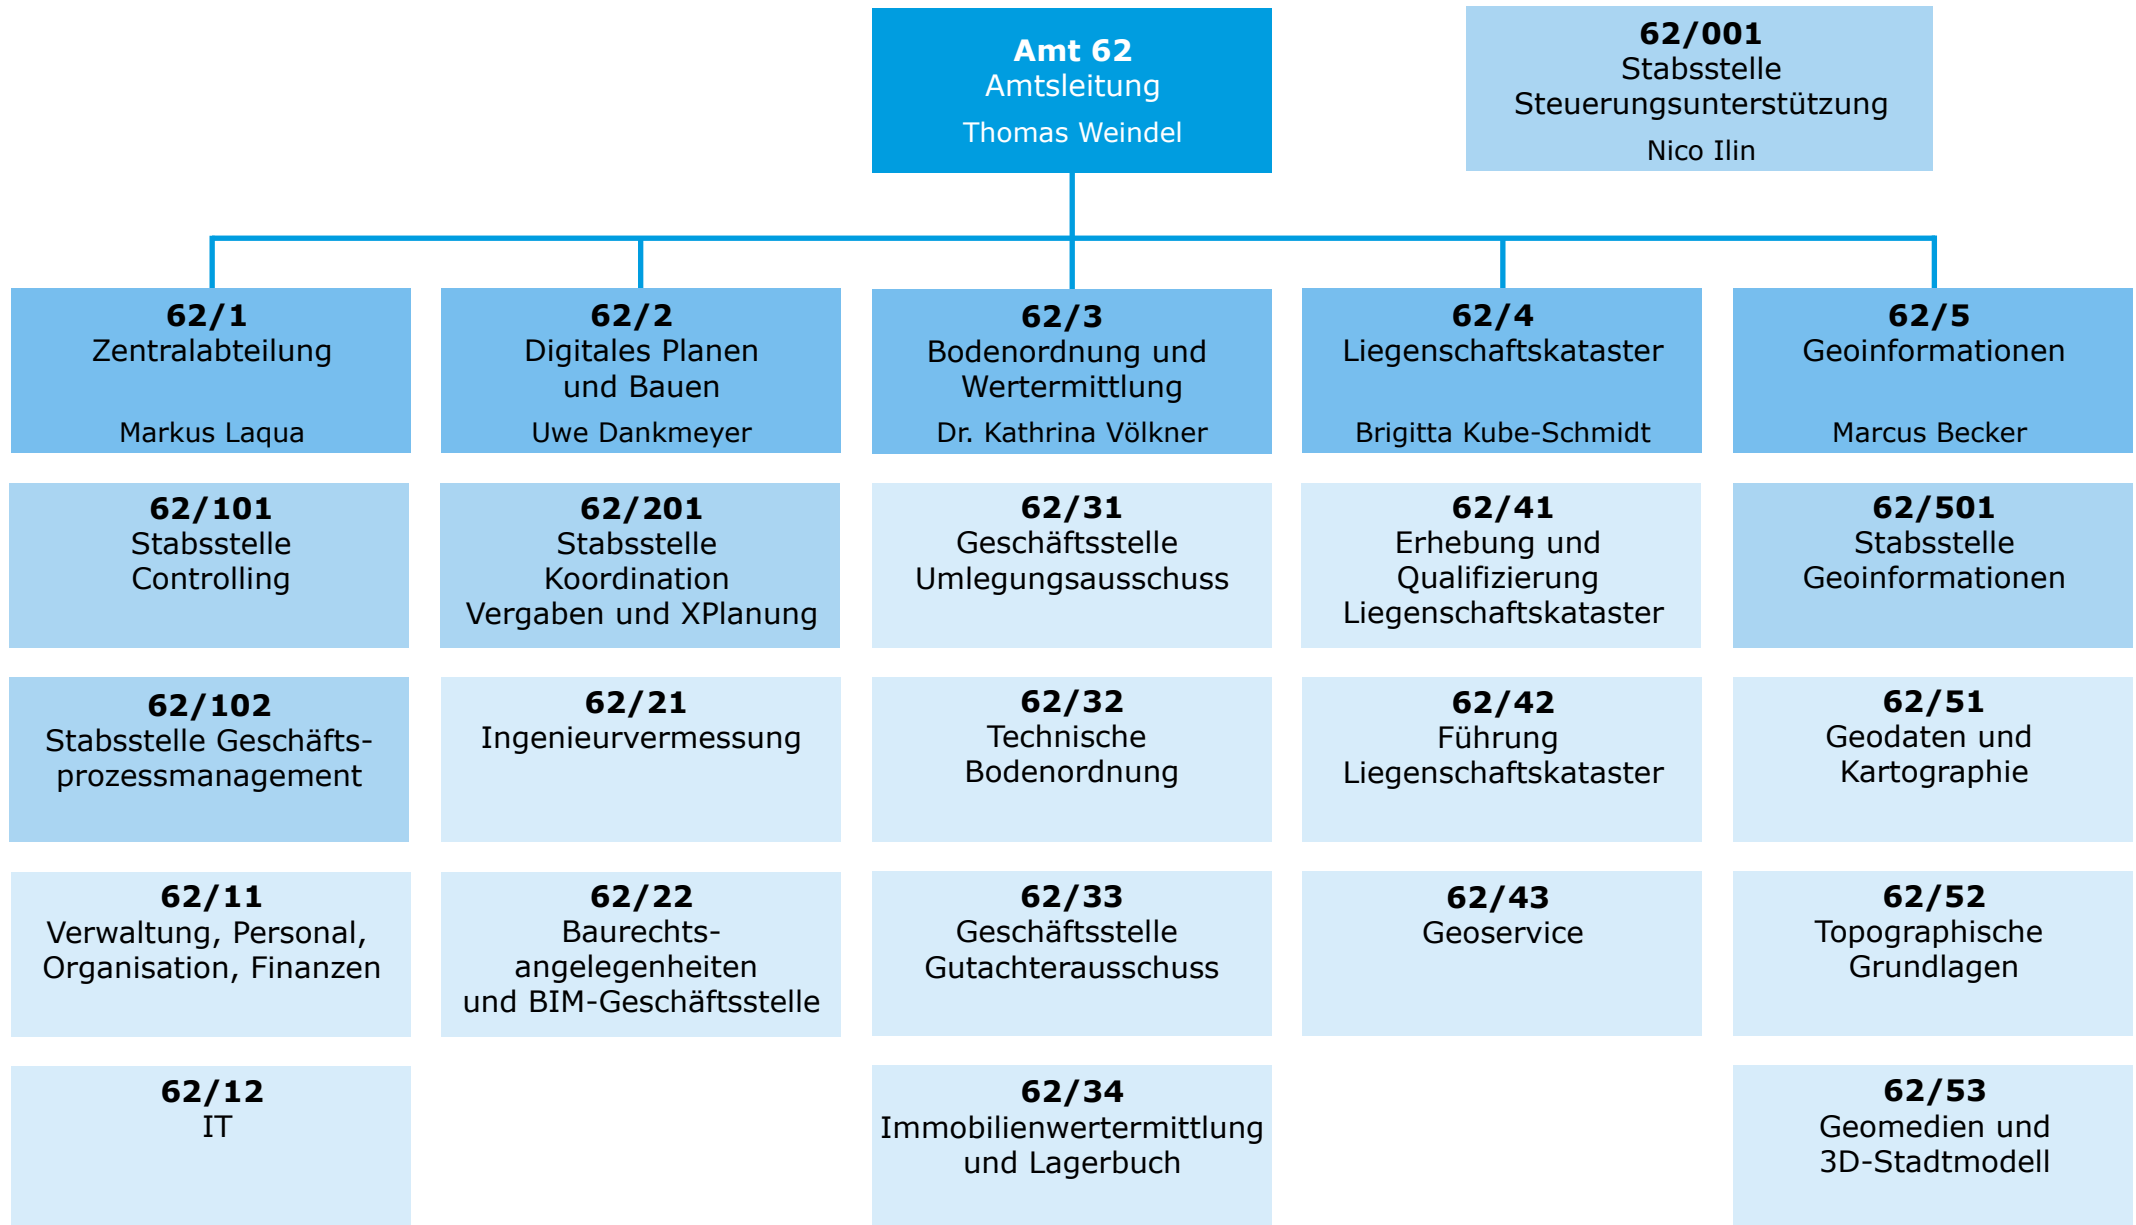 Amt 62
Amtsleitung
Thomas Weindel
62/001
Stabsstelle
Steuerungsunterstützung
Nico Ilin
62/1
Zentralabteilung
Markus Laqua
62/2
Digitales Planen
und Bauen
Uwe Dankmeyer
62/3
Bodenordnung und
Wertermittlung
Dr. Kathrina Völkner
62/4
Liegenschaftskataster
Brigitta Kube-Schmidt
62/5
Geoinformationen
Marcus Becker
62/101
Stabsstelle
Controlling
62/201
Stabsstelle
Koordination
Vergaben und XPlanung
62/31
Geschäftsstelle
Umlegungsausschuss
62/41
Erhebung und
Qualifizierung
Liegenschaftskataster
62/501
Stabsstelle
Geoinformationen
62/102
Stabsstelle Geschäfts-
prozessmanagement
62/21
Ingenieurvermessung
62/32
Technische
Bodenordnung
62/42
Führung
Liegenschaftskataster
62/51
Geodaten und
Kartographie
62/11
Verwaltung, Personal,
Organisation, Finanzen
62/22
Baurechts-
angelegenheiten
und BIM-Geschäftsstelle
62/33
Geschäftsstelle
Gutachterausschuss
62/43
Geoservice
62/52
Topographische
Grundlagen
62/12
IT
62/34
Immobilienwertermittlung
und Lagerbuch
62/53
Geomedien und
3D-Stadtmodell